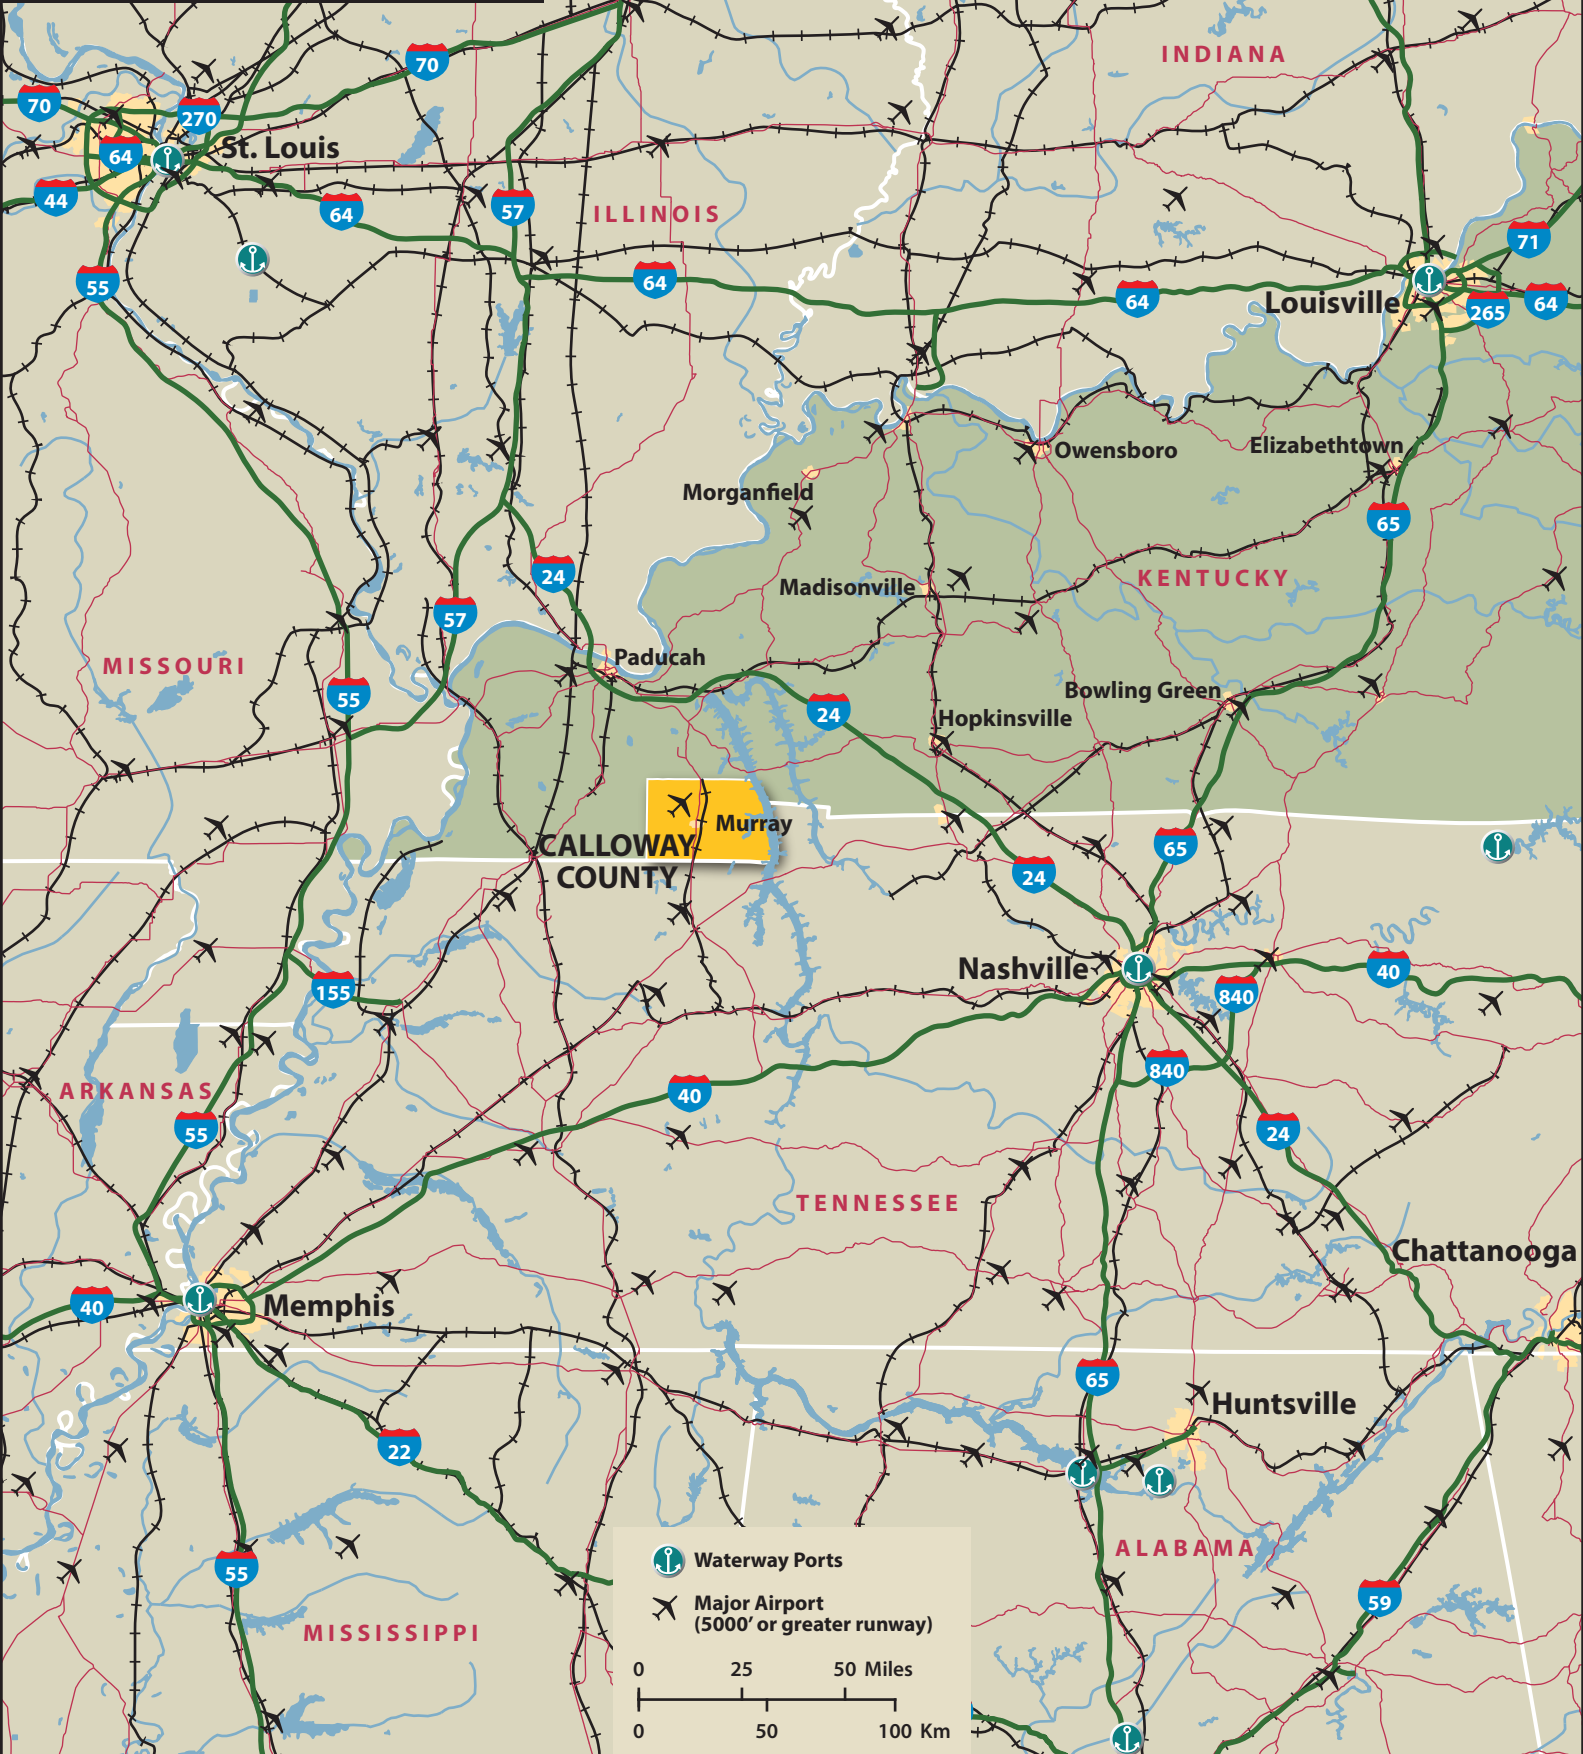 INDIANA
70
70
270
64
St. Louis
44
64
57
ILLINOIS
71
55
64
64
Louisville
265
64
Owensboro
Elizabethtown
Morganfield
65
24
Madisonville
KENTUCKY
57
MISSOURI
Paducah
55
Bowling Green
24
Hopkinsville
Murray
CALLOWAY
COUNTY
65
24
Nashville
40
155
840
ARKANSAS
40
840
55
24
TENNESSEE
Chattanooga
40
Memphis
65
Huntsville
22
ALABAMA
55
59
MISSISSIPPI
Waterway Ports
Major Airport
(5000' or greater runway)
0 25 50 Miles
0 50 100 Km